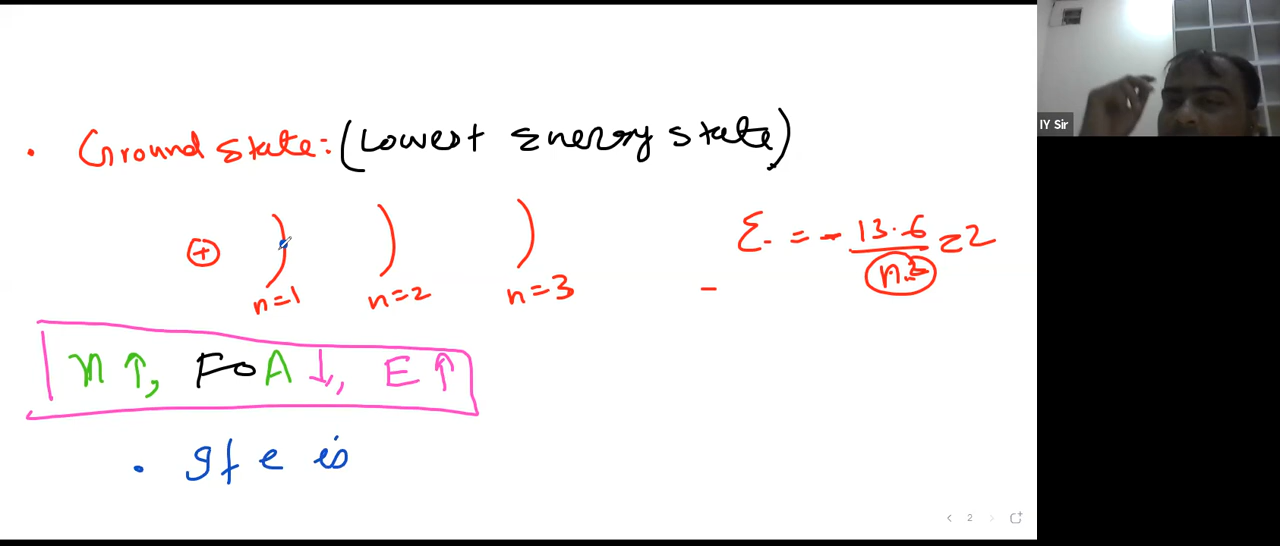 IY Sir
• Ground state: (Lowest Energy state)
+
E = - 13.6 / n² z2
n=1 n=2 n=3
-
n ↑, FOA ↓, E ↑
• If e is
2